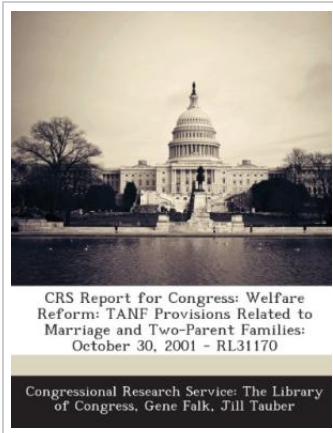 CRS Report for Congress: Welfare
Reform: TANF Provisions Related to
Marriage and Two-Parent Families:
October 30, 2001 - RL31170
Congressional Research Service: The Library
of Congress, Gene Falk, Jill Tauber